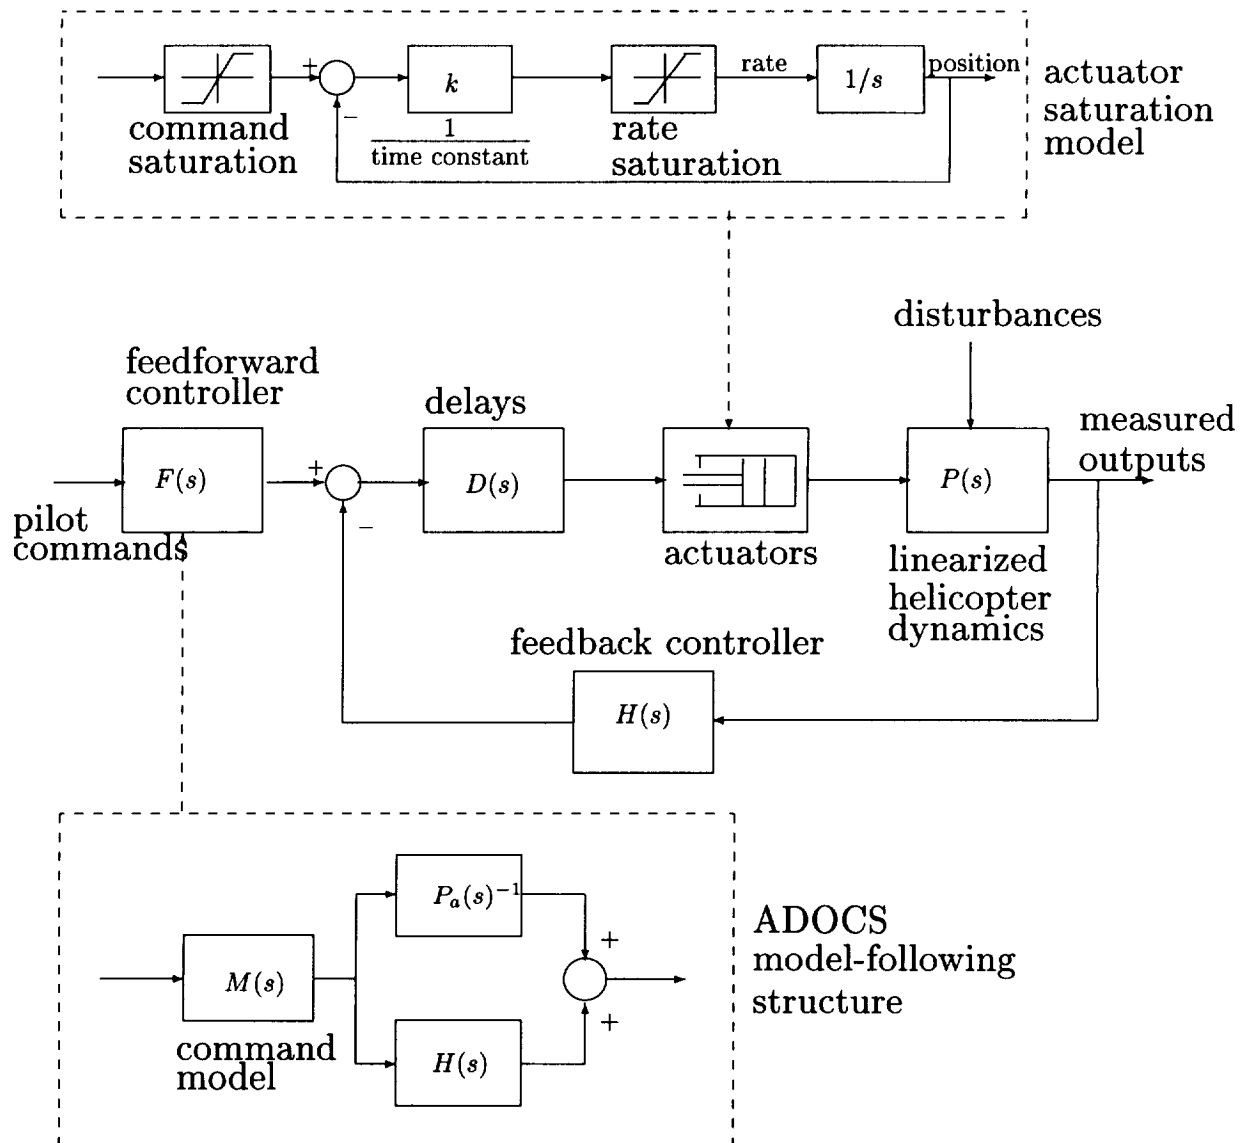 +
−
k
rate
1/s
position
command
saturation
1
time constant
rate
saturation
actuator
saturation
model
disturbances
feedforward
controller
delays
measured
outputs
F(s)
+
−
D(s)
P(s)
pilot
commands
actuators
linearized
helicopter
dynamics
feedback controller
H(s)
P_a(s)^{-1}
+
M(s)
+
command
model
H(s)
ADOCS
model-following
structure